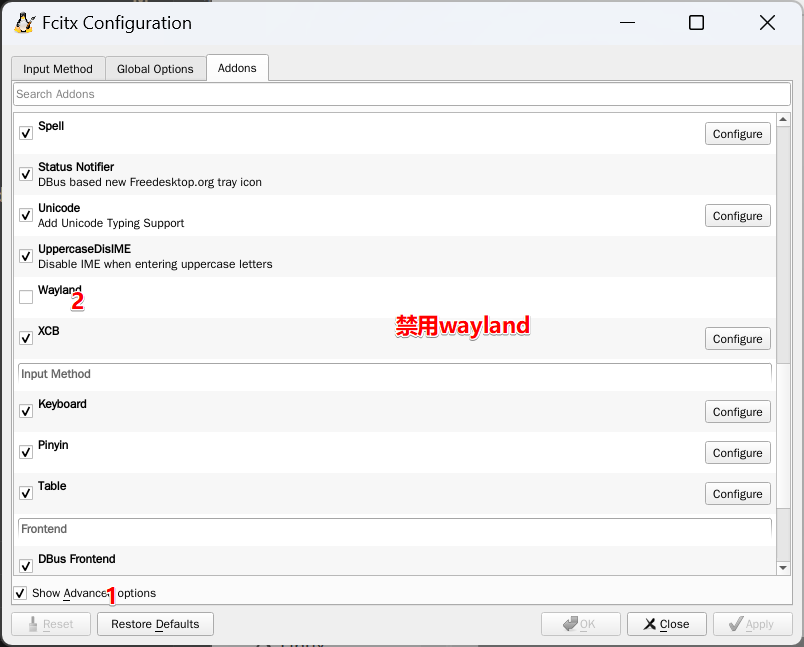 Fcitx Configuration
Input Method
Global Options
Addons
Search Addons
Spell
Configure
Status Notifier
DBus based new Freedesktop.org tray icon
Unicode
Add Unicode Typing Support
Configure
UppercaseDisIME
Disable IME when entering uppercase letters
Wayland
2
禁用wayland
XCB
Configure
Input Method
Keyboard
Configure
Pinyin
Configure
Table
Configure
Frontend
DBus Frontend
Show Advanced options
1
Reset
Restore Defaults
OK
Close
Apply